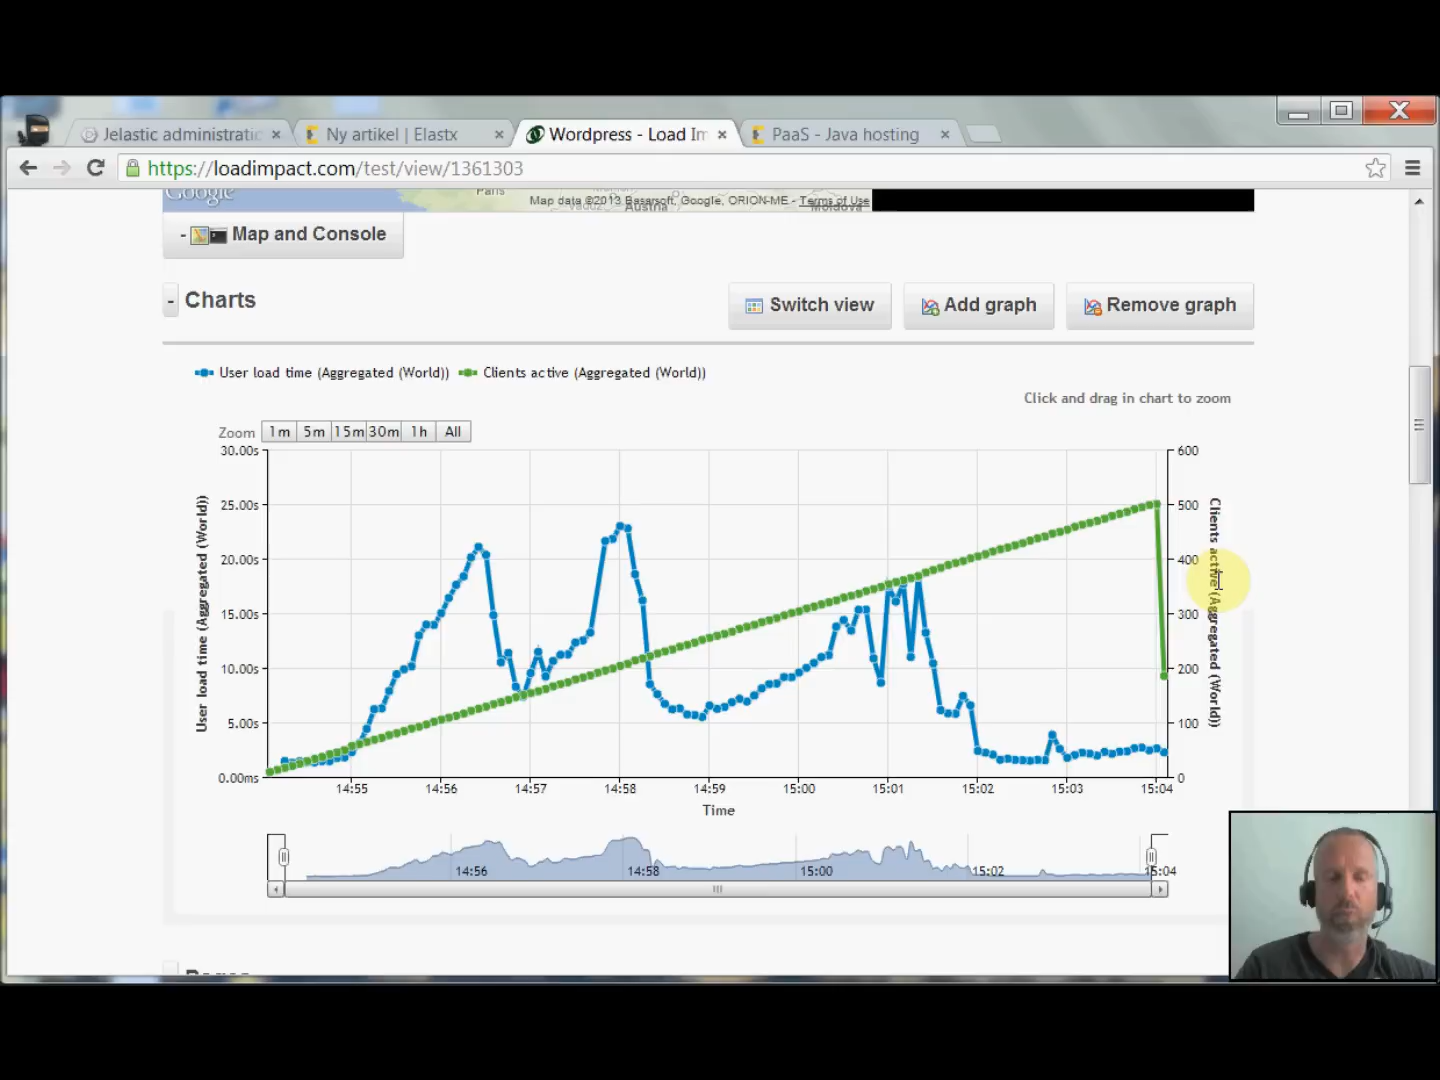 Jelastic administratio
Ny artikel | Elastx
Wordpress - Load Im
PaaS - Java hosting
https://loadimpact.com/test/view/1361303
Google
Paris
Austria
Map data ©2013 Basarsoft, Google, ORION-ME - Terms of Use
Moldova
- Map and Console
- Charts
Switch view
Add graph
Remove graph
User load time (Aggregated (World))
Clients active (Aggregated (World))
Click and drag in chart to zoom
Zoom 1m 5m 15m 30m 1h All
30.00s
25.00s
20.00s
15.00s
10.00s
5.00s
0.00ms
User load time (Aggregated (World))
600
500
400
300
200
100
0
Clients active (Aggregated (World))
14:55 14:56 14:57 14:58 14:59 15:00 15:01 15:02 15:03 15:04
Time
14:56 14:58 15:00 15:02 15:04